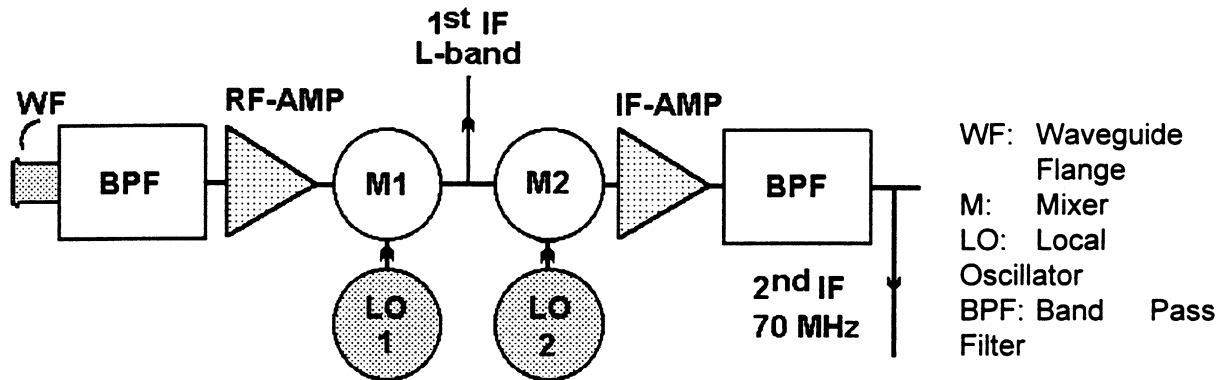 1st IF
L-band
WF
RF-AMP
IF-AMP
BPF
M1
M2
BPF
LO
1
LO
2
2nd IF
70 MHz
WF: Waveguide
Flange
M: Mixer
LO: Local
Oscillator
BPF: Band Pass
Filter